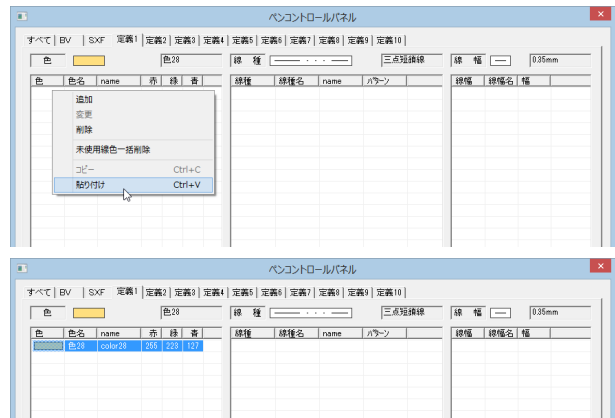 ペンコントロールパネル
すべて BV SXF 定義1 定義2 定義3 定義4 定義5 定義6 定義7 定義8 定義9 定義10
色 色28 線 種 三点短鎖線 線 幅 0.35mm
色 色名 name 赤 緑 青 線種 線種名 name パターン 線幅 線幅名 幅
追加
変更
削除
未使用線色一括削除
コピー Ctrl+C
貼り付け Ctrl+V
ペンコントロールパネル
すべて BV SXF 定義1 定義2 定義3 定義4 定義5 定義6 定義7 定義8 定義9 定義10
色 色28 線 種 三点短鎖線 線 幅 0.35mm
色 色名 name 赤 緑 青 線種 線種名 name パターン 線幅 線幅名 幅
色28 color28 255 223 127